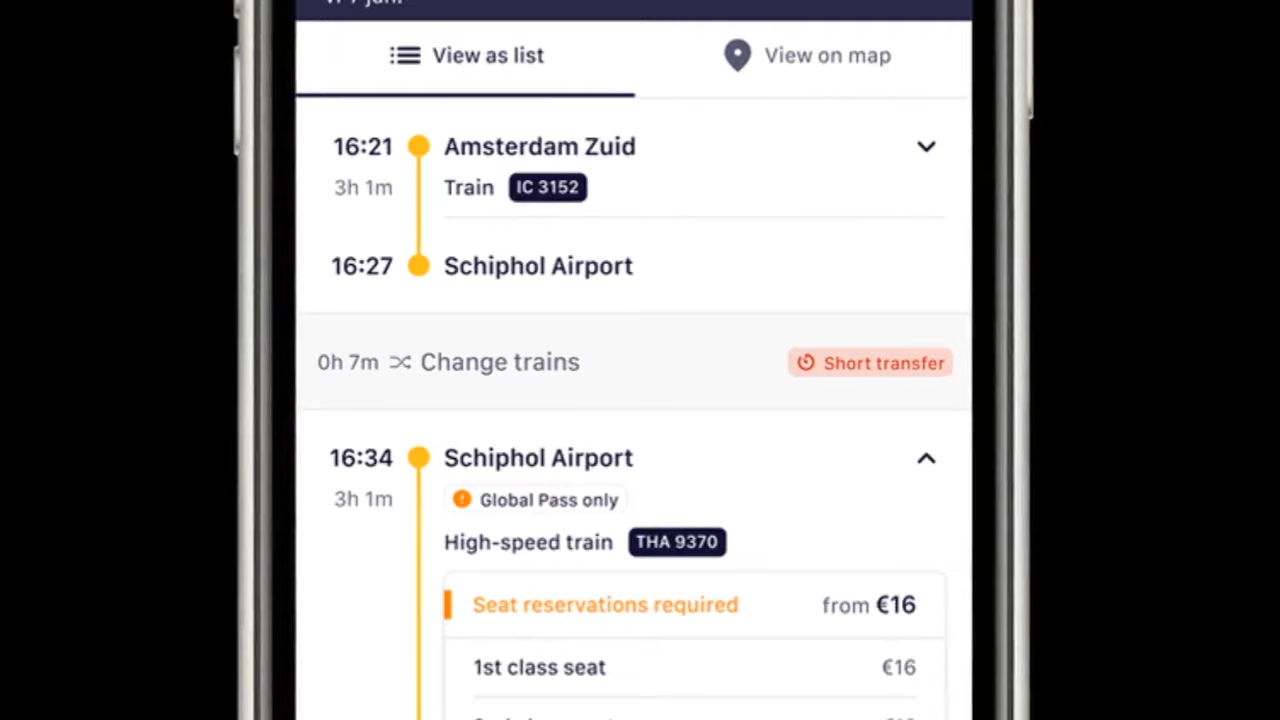 View as list
View on map
16:21 Amsterdam Zuid
3h 1m Train IC 3152
16:27 Schiphol Airport
0h 7m Change trains Short transfer
16:34 Schiphol Airport
3h 1m Global Pass only
High-speed train THA 9370
Seat reservations required from €16
1st class seat €16